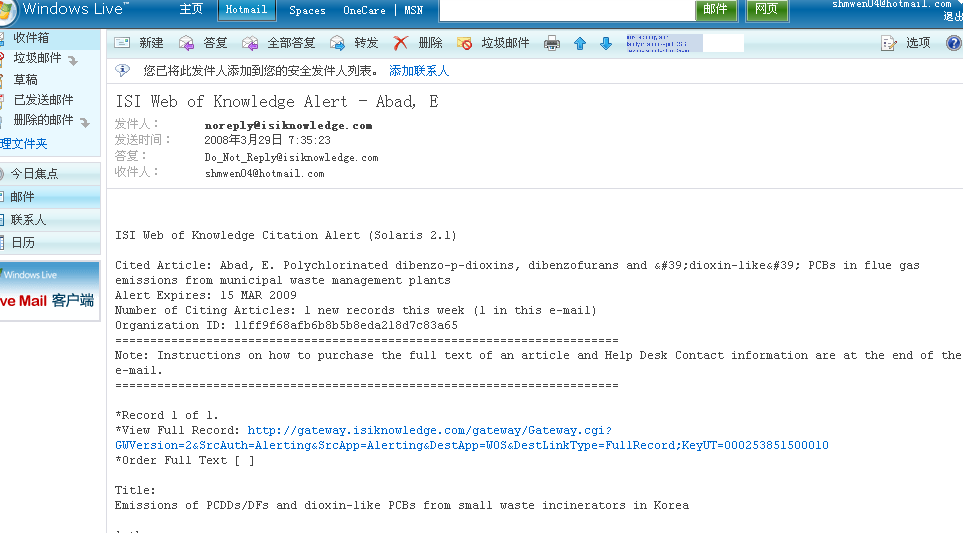 Windows Live™ 主页 Hotmail Spaces OneCare | MSN 邮件 网页 shmwen04@hotmail.com
退出
收件箱
垃圾邮件
草稿
已发送邮件
删除的邮件
理文件夹
今日焦点
邮件
联系人
日历
Windows Live
ve Mail 客户端
新建 答复 全部答复 转发 删除 垃圾邮件 选项
您已将此发件人添加到您的安全发件人列表。 添加联系人
ISI Web of Knowledge Alert - Abad, E
发件人： noreply@isiknowledge.com
发送时间： 2008年3月29日 7:35:23
答复： Do_Not_Reply@isiknowledge.com
收件人： shmwen04@hotmail.com
ISI Web of Knowledge Citation Alert (Solaris 2.1)
Cited Article: Abad, E. Polychlorinated dibenzo-p-dioxins, dibenzofurans and &#39;dioxin-like&#39; PCBs in flue gas
emissions from municipal waste management plants
Alert Expires: 15 MAR 2009
Number of Citing Articles: 1 new records this week (1 in this e-mail)
Organization ID: 11ff9f68afb6b8b5b8eda218d7c83a65
======================================================================
Note: Instructions on how to purchase the full text of an article and Help Desk Contact information are at the end of the
e-mail.
======================================================================
*Record 1 of 1.
*View Full Record: http://gateway.isiknowledge.com/gateway/Gateway.cgi?
GWVersion=2&SrcAuth=Alerting&SrcApp=Alerting&DestApp=WOS&DestLinkType=FullRecord;KeyUT=000253851500010
*Order Full Text [ ]
Title:
Emissions of PCDDs/DFs and dioxin-like PCBs from small waste incinerators in Korea